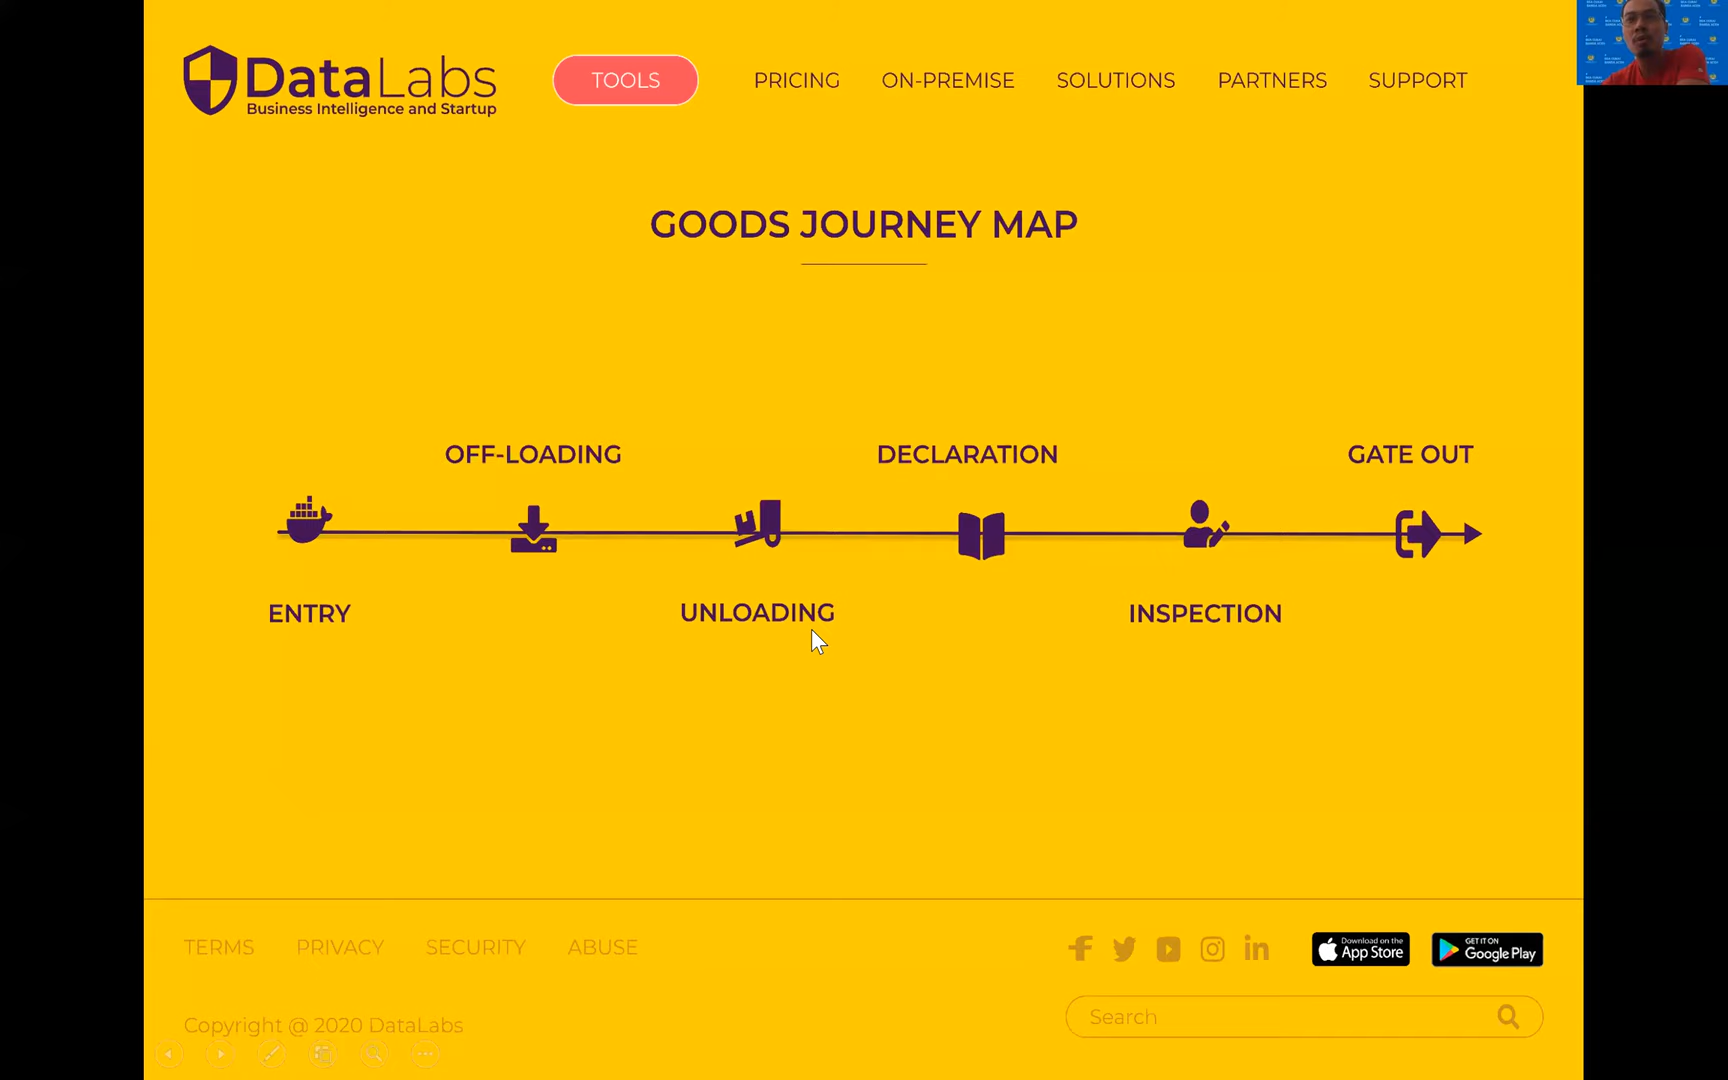 DataLabs
Business Intelligence and Startup
TOOLS
PRICING
ON-PREMISE
SOLUTIONS
PARTNERS
SUPPORT
GOODS JOURNEY MAP
OFF-LOADING
DECLARATION
GATE OUT
ENTRY
UNLOADING
INSPECTION
TERMS
PRIVACY
SECURITY
ABUSE
Download on the
App Store
GET IT ON
Google Play
Search
Copyright @ 2020 DataLabs